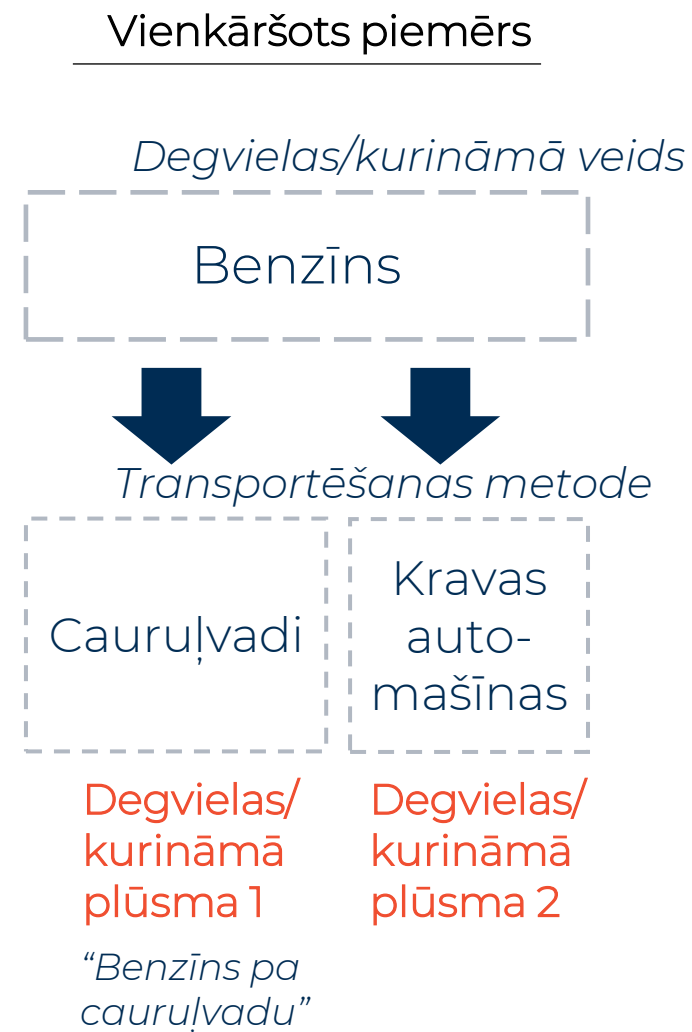 Vienkāršots piemērs
Degvielas/kurināmā veids
Benzīns
Transportēšanas metode
Cauruļvadi
Kravas
auto-
mašīnas
Degvielas/
kurināmā
plūsma 1
Degvielas/
kurināmā
plūsma 2
“Benzīns pa
cauruļvadu”